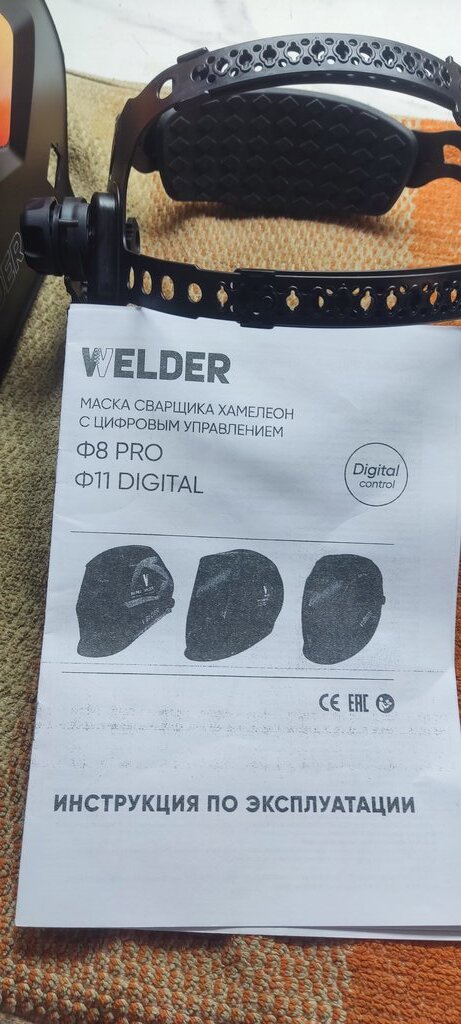 WELDER
МАСКА СВАРЩИКА ХАМЕЛЕОН
С ЦИФРОВЫМ УПРАВЛЕНИЕМ
Ф8 PRO
Ф11 DIGITAL
Digital
control
CE EAC
ИНСТРУКЦИЯ ПО ЭКСПЛУАТАЦИИ